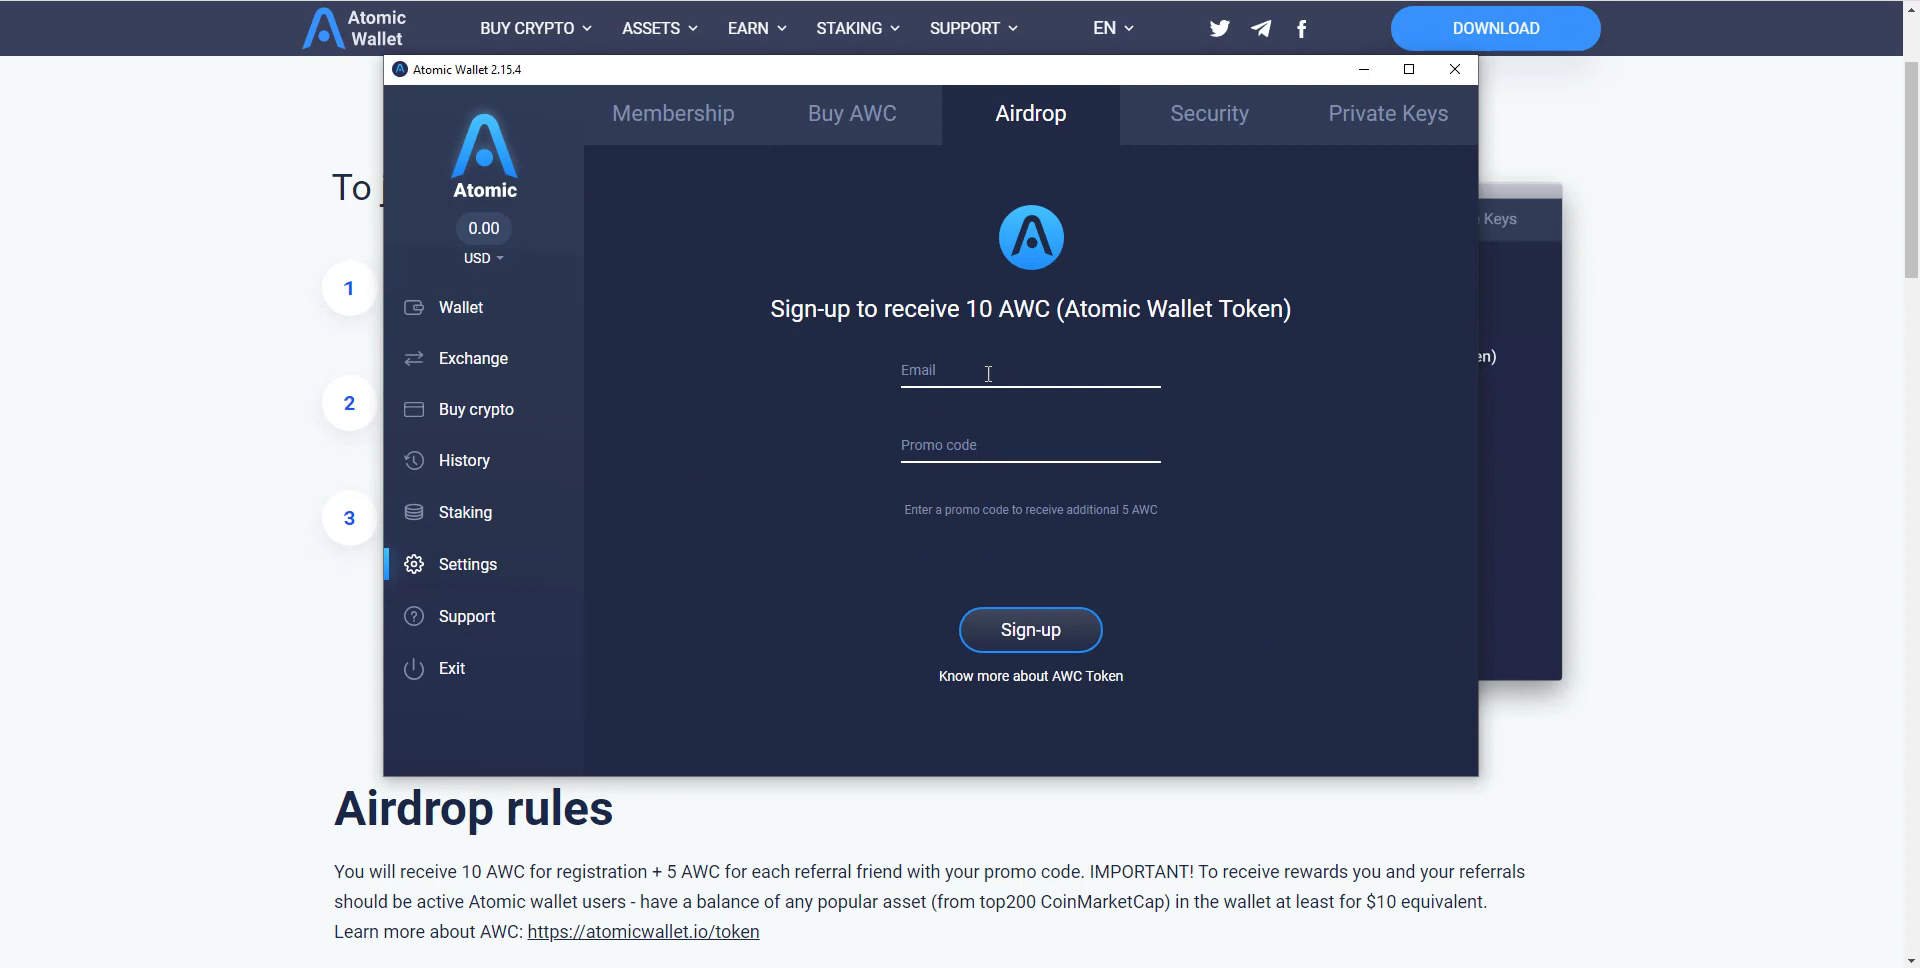 Atomic Wallet
BUY CRYPTO
ASSETS
EARN
STAKING
SUPPORT
EN
DOWNLOAD
Atomic Wallet 2.15.4
Membership
Buy AWC
Airdrop
Security
Private Keys
Atomic
0.00
USD
Wallet
Exchange
Buy crypto
History
Staking
Settings
Support
Exit
Sign-up to receive 10 AWC (Atomic Wallet Token)
Email
Promo code
Enter a promo code to receive additional 5 AWC
Sign-up
Know more about AWC Token
To
1
2
3
Keys
Airdrop rules
You will receive 10 AWC for registration + 5 AWC for each referral friend with your promo code. IMPORTANT! To receive rewards you and your referrals
should be active Atomic wallet users - have a balance of any popular asset (from top200 CoinMarketCap) in the wallet at least for $10 equivalent.
Learn more about AWC: https://atomicwallet.io/token